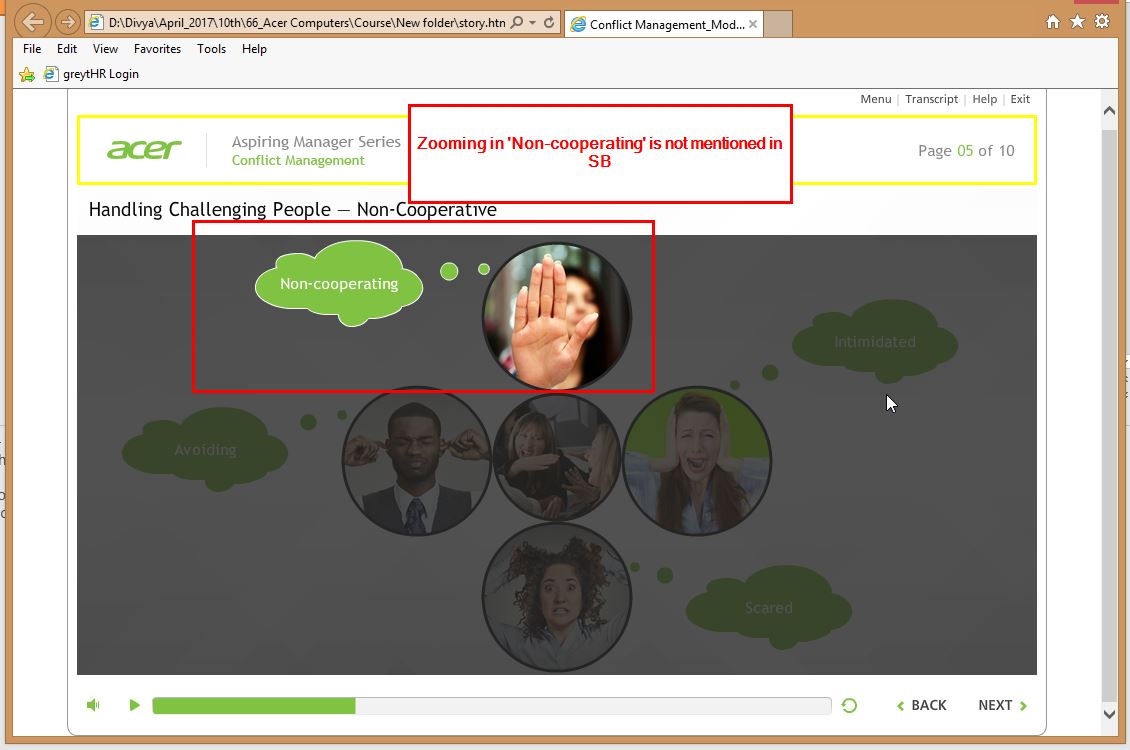 D:\Divya\April_2017\10th\66_Acer Computers\Course\New folder\story.htn
Conflict Management_Mod...
File Edit View Favorites Tools Help
greytHR Login
Menu | Transcript | Help | Exit
acer
Aspiring Manager Series
Conflict Management
Zooming in 'Non-cooperating' is not mentioned in
SB
Page 05 of 10
Handling Challenging People — Non-Cooperative
Non-cooperating
Intimidated
Avoiding
Scared
BACK NEXT